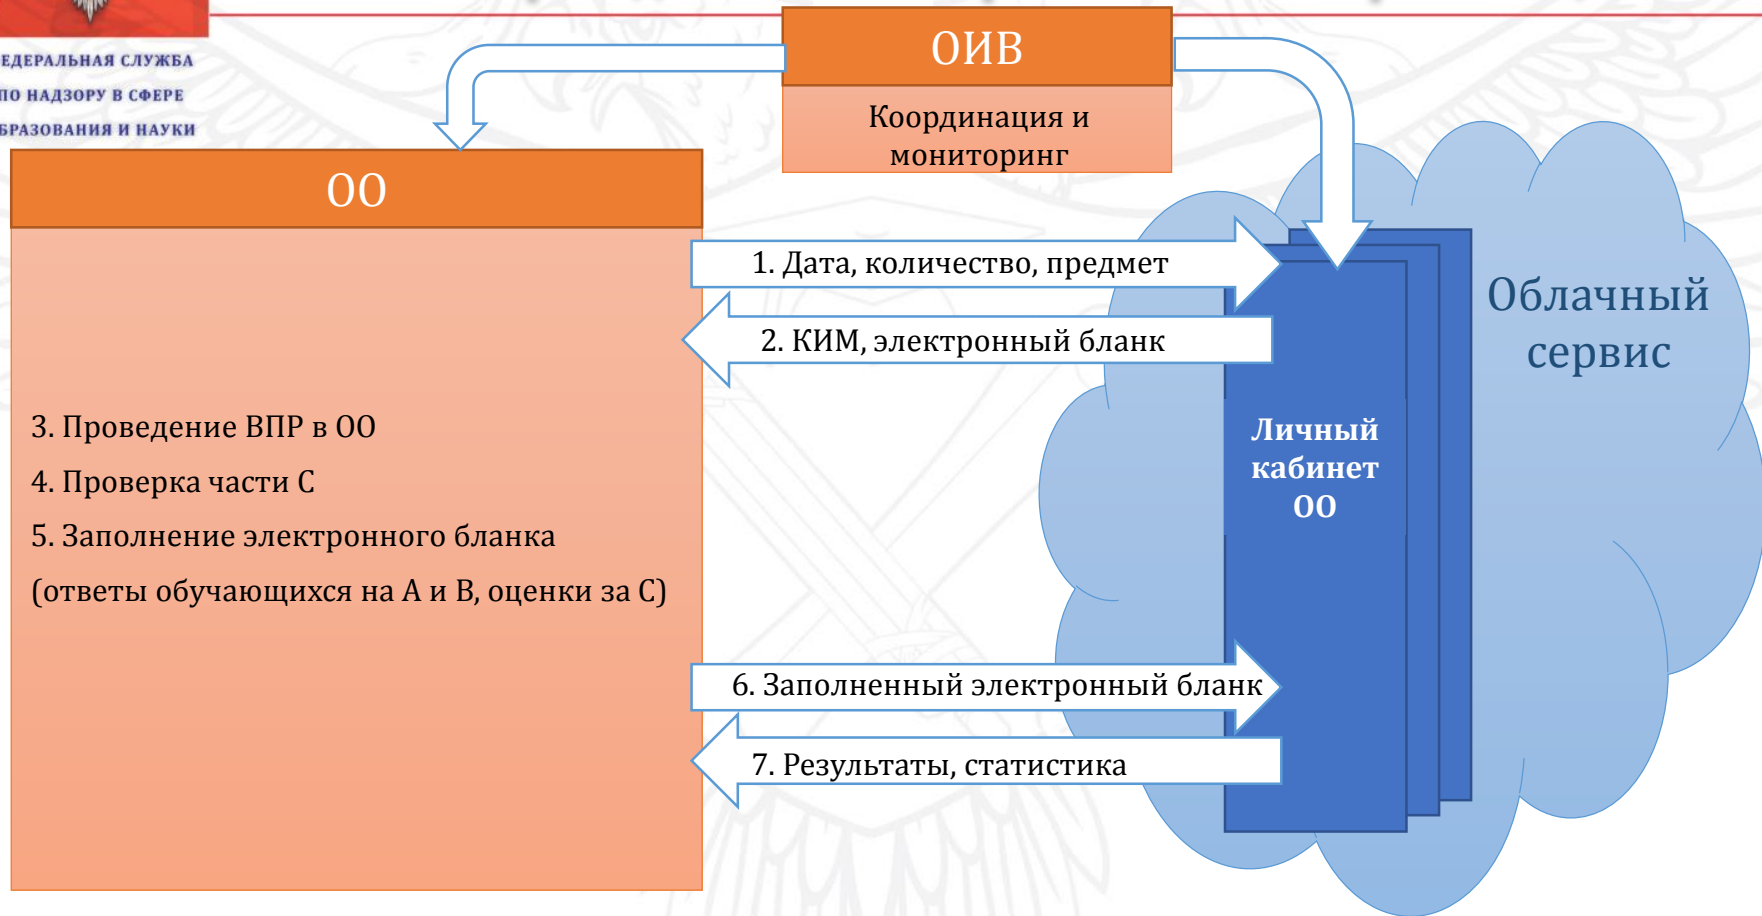 ЕДЕРАЛЬНАЯ СЛУЖБА
ПО НАДЗОРУ В СФЕРЕ
БРАЗОВАНИЯ И НАУКИ
ОИВ
Координация и
мониторинг
ОО
1. Дата, количество, предмет
2. КИМ, электронный бланк
Облачный
сервис
3. Проведение ВПР в ОО
4. Проверка части С
5. Заполнение электронного бланка
(ответы обучающихся на А и В, оценки за С)
Личный
кабинет
ОО
6. Заполненный электронный бланк
7. Результаты, статистика